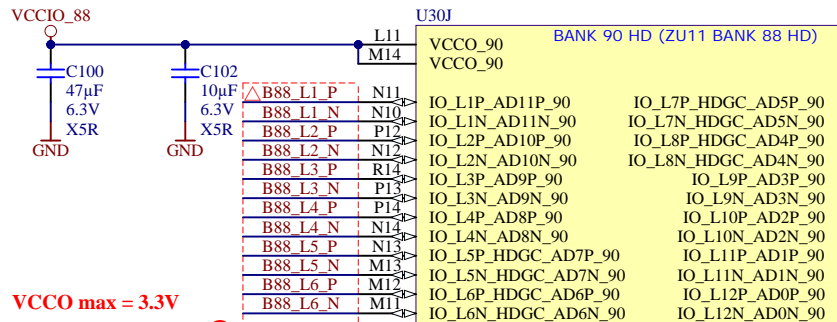 VCCIO_88
U30J
BANK 90 HD (ZU11 BANK 88 HD)
L11 VCCO_90
M14 VCCO_90
C100
47µF
6.3V
X5R
GND
C102
10µF
6.3V
X5R
GND
B88_L1_P N11 IO_L1P_AD11P_90 IO_L7P_HDGC_AD5P_90
B88_L1_N N10 IO_L1N_AD11N_90 IO_L7N_HDGC_AD5N_90
B88_L2_P P12 IO_L2P_AD10P_90 IO_L8P_HDGC_AD4P_90
B88_L2_N N12 IO_L2N_AD10N_90 IO_L8N_HDGC_AD4N_90
B88_L3_P R14 IO_L3P_AD9P_90 IO_L9P_AD3P_90
B88_L3_N P13 IO_L3N_AD9N_90 IO_L9N_AD3N_90
B88_L4_P P14 IO_L4P_AD8P_90 IO_L10P_AD2P_90
B88_L4_N N14 IO_L4N_AD8N_90 IO_L10N_AD2N_90
B88_L5_P N13 IO_L5P_HDGC_AD7P_90 IO_L11P_AD1P_90
B88_L5_N M13 IO_L5N_HDGC_AD7N_90 IO_L11N_AD1N_90
B88_L6_P M12 IO_L6P_HDGC_AD6P_90 IO_L12P_AD0P_90
B88_L6_N M11 IO_L6N_HDGC_AD6N_90 IO_L12N_AD0N_90
VCCO max = 3.3V